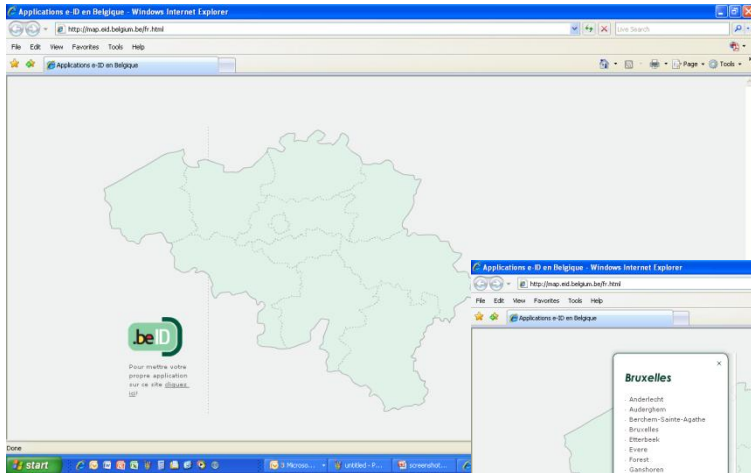 Applications e-ID en Belgique - Windows Internet Explorer
http://map.eid.belgium.be/fr.html
Live Search
File Edit View Favorites Tools Help
Applications e-ID en Belgique
Page Tools
.beID
Pour mettre votre
propre application
sur ce site cliquez
ici!
Done
start
3 Microso...
untitled - P...
screenshot...
Applications e-ID en Belgique - Windows Internet Explorer
http://map.eid.belgium.be/fr.html
File Edit View Favorites Tools Help
Applications e-ID en Belgique
Bruxelles
- Anderlecht
- Auderghem
- Berchem-Sainte-Agathe
- Bruxelles
- Etterbeek
- Evere
- Forest
- Ganshoren